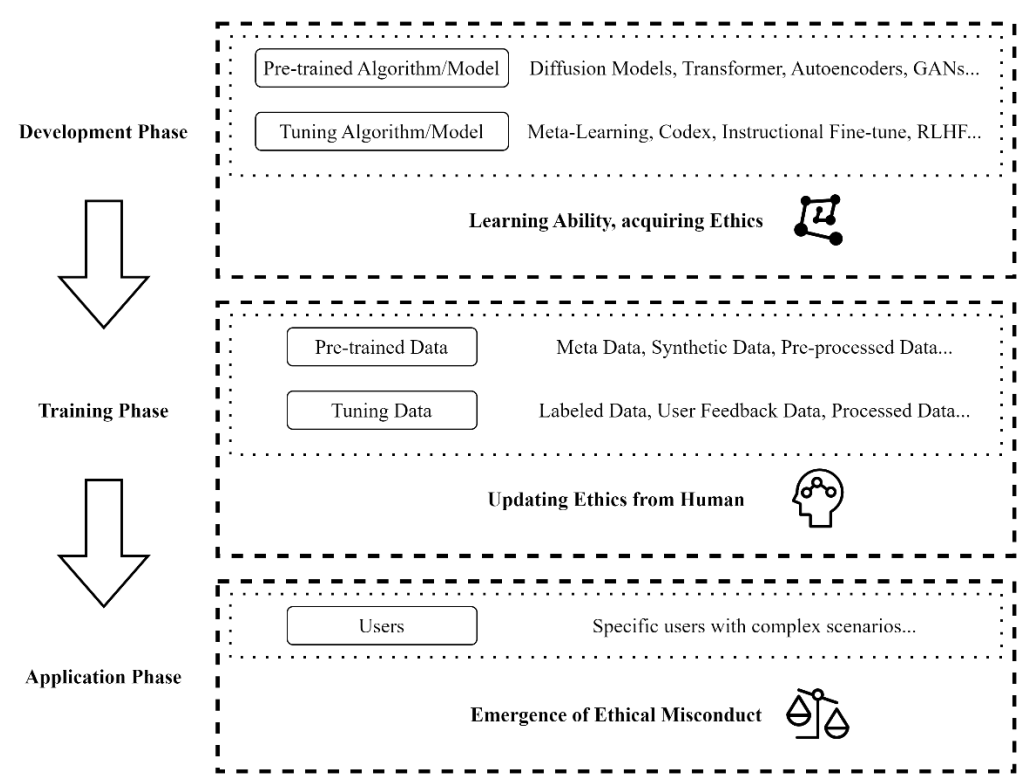 Pre-trained Algorithm/Model Diffusion Models, Transformer, Autoencoders, GANs...
Development Phase
Tuning Algorithm/Model Meta-Learning, Codex, Instructional Fine-tune, RLHF...
Learning Ability, acquiring Ethics
Pre-trained Data Meta Data, Synthetic Data, Pre-processed Data...
Training Phase
Tuning Data Labeled Data, User Feedback Data, Processed Data...
Updating Ethics from Human
Users Specific users with complex scenarios...
Application Phase
Emergence of Ethical Misconduct